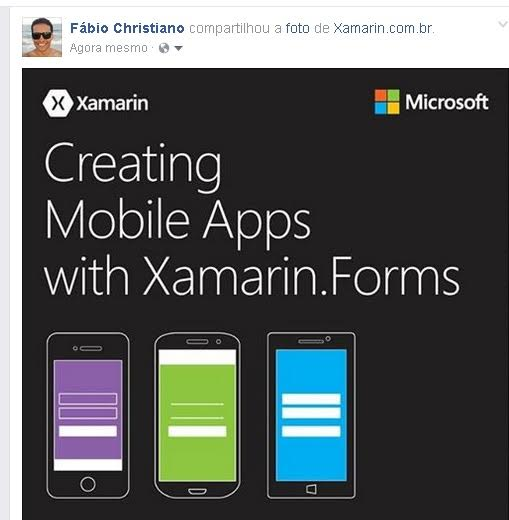 Fábio Christiano compartilhou a foto de Xamarin.com.br.
Agora mesmo ·
Xamarin
Microsoft
Creating
Mobile Apps
with Xamarin.Forms